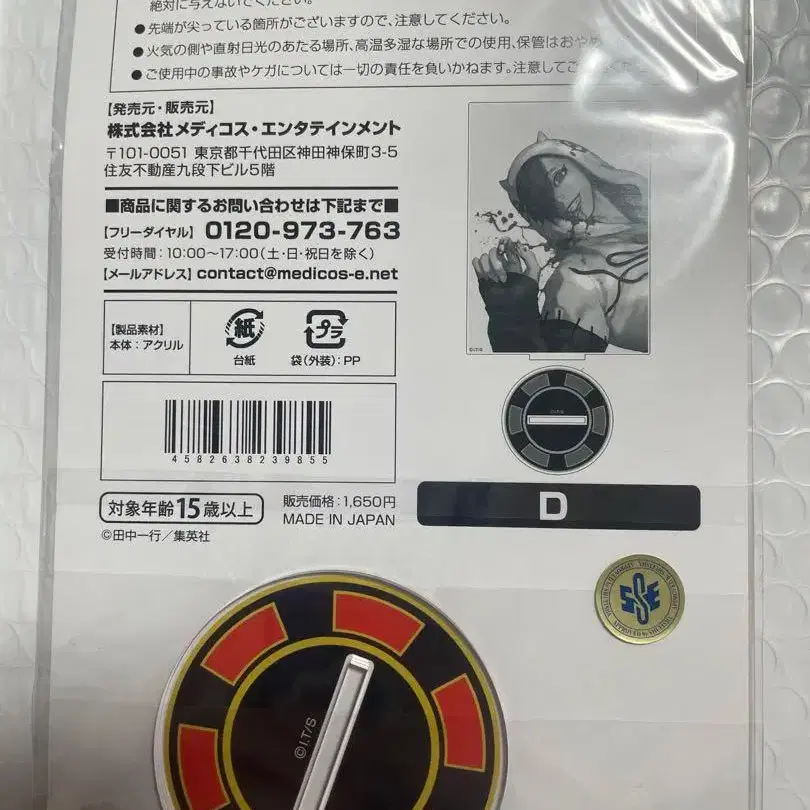 絶対に与えないでください。
●先端が尖っている箇所がございますので、注意してください。
●火気の側や直射日光のあたる場所、高温多湿な場所での使用、保管はおやめ
●ご使用中の事故やケガについては一切の責任を負いかねます。注意してご
【発売元・販売元】
株式会社メディコス・エンタテインメント
〒101-0051 東京都千代田区神田神保町3-5
住友不動産九段下ビル5階
■商品に関するお問い合わせは下記まで■
【フリーダイヤル】 0120-973-763
受付時間：10:00〜17:00（土・日・祝日を除く）
【メールアドレス】contact@medicos-e.net
【製品素材】
本体：アクリル
紙
台紙
プラ
袋（外装）：PP
4582638239855
対象年齢15歳以上
販売価格：1,650円
MADE IN JAPAN
©田中一行／集英社
©I.T/S
D
©I.T/S